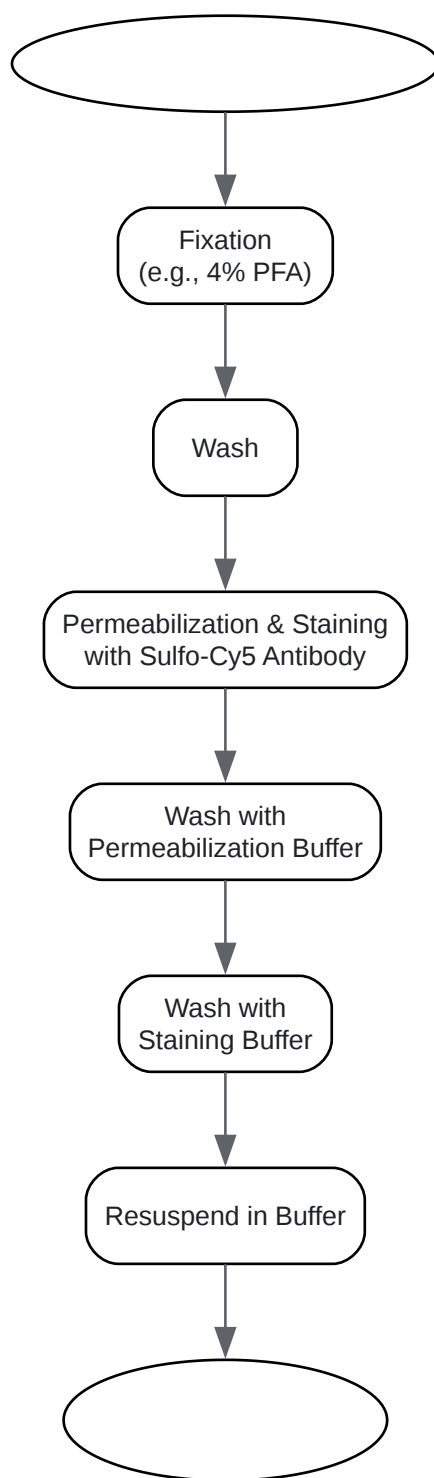 Fixation
(e.g., 4% PFA)
Wash
Permeabilization & Staining
with Sulfo-Cy5 Antibody
Wash with
Permeabilization Buffer
Wash with
Staining Buffer
Resuspend in Buffer